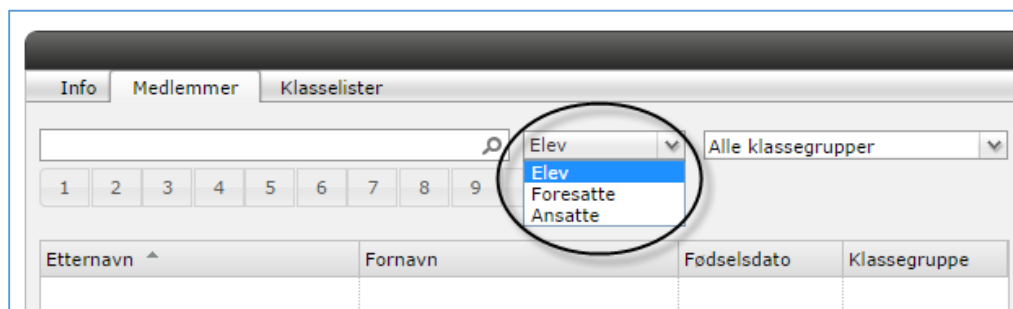 Info Medlemmer Klasselister
Elev Alle klassegrupper
Elev
1 2 3 4 5 6 7 8 9
Foresatte
Ansatte
Etternavn Fornavn Fødselsdato Klassegruppe